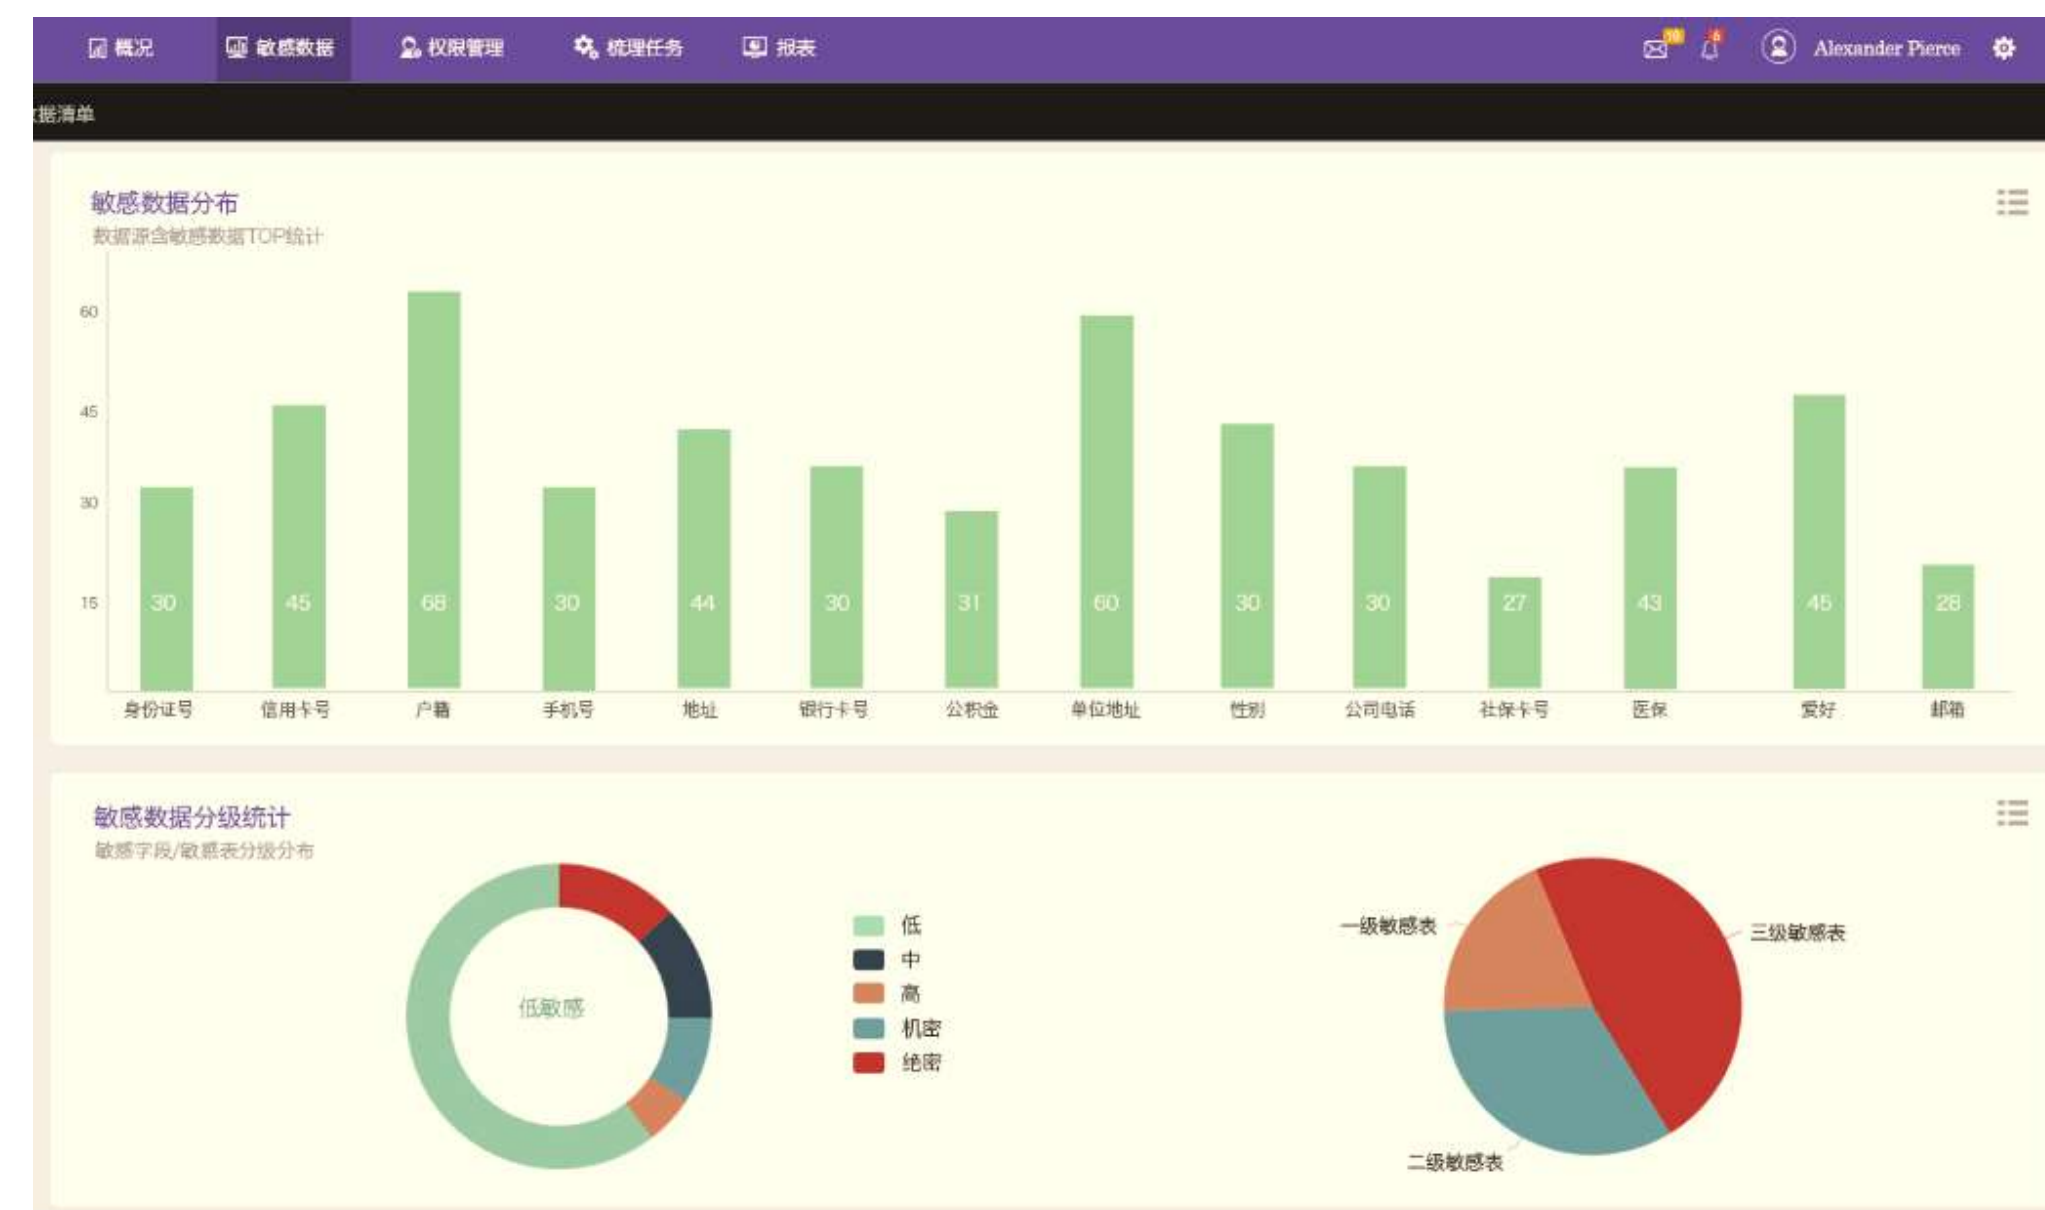 概况 敏感数据 权限管理 梳理任务 报表 10 6 Alexander Pierce
据清单
敏感数据分布
数据源含敏感数据TOP统计
60
45
30
15
30 45 68 30 44 30 31 60 30 30 27 43 45 28
身份证号 信用卡号 户籍 手机号 地址 银行卡号 公积金 单位地址 性别 公司电话 社保卡号 医保 爱好 邮箱
敏感数据分级统计
敏感字段/敏感表分级分布
低敏感
低
中
高
机密
绝密
一级敏感表
三级敏感表
二级敏感表